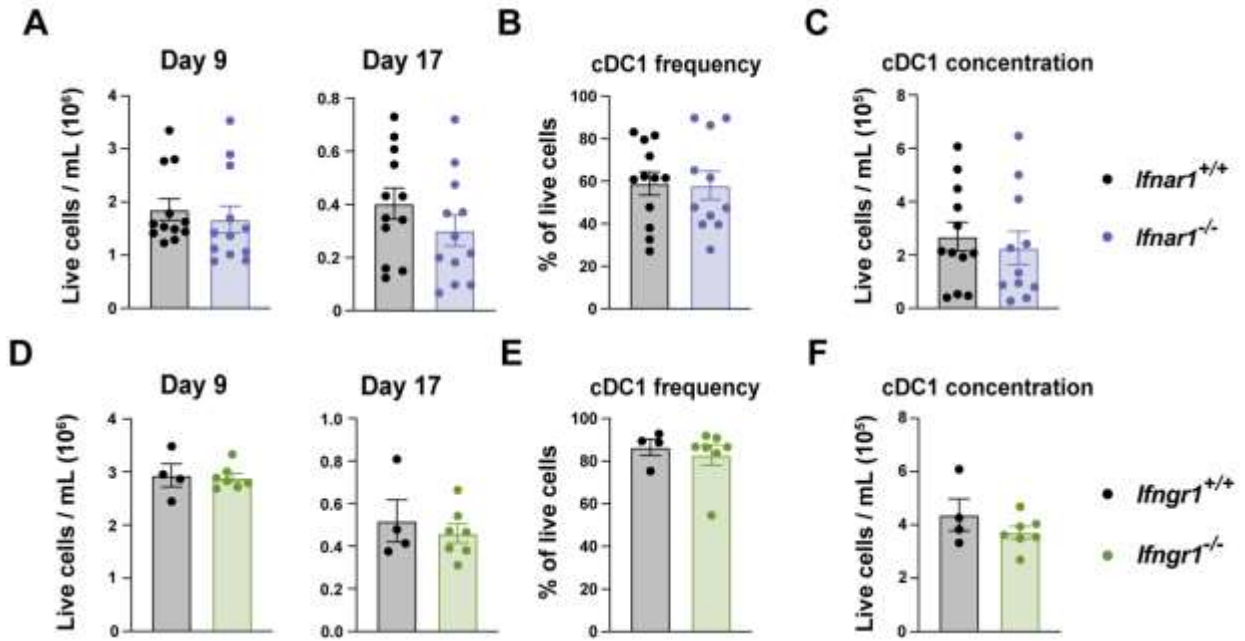 A
Day 9
Day 17
Live cells / mL (10⁶)
4
3
2
1
0
0.8
0.6
0.4
0.2
0
B
cDC1 frequency
% of live cells
100
80
60
40
20
0
C
cDC1 concentration
Live cells / mL (10⁵)
8
6
4
2
0
Ifnar1+/+
Ifnar1-/-
D
Day 9
Day 17
Live cells / mL (10⁶)
4
3
2
1
0
1.0
0.8
0.6
0.4
0.2
0.0
E
cDC1 frequency
% of live cells
100
80
60
40
20
0
F
cDC1 concentration
Live cells / mL (10⁵)
8
6
4
2
0
Ifngr1+/+
Ifngr1-/-